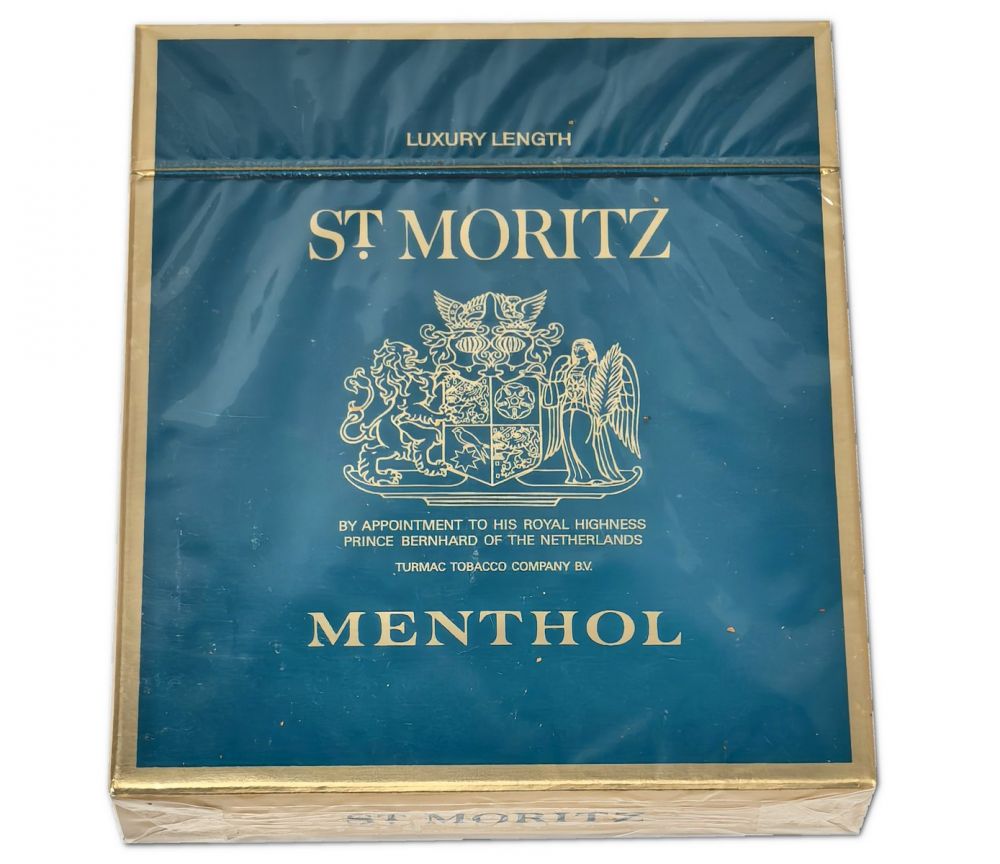 LUXURY LENGTH
ST. MORITZ
BY APPOINTMENT TO HIS ROYAL HIGHNESS
PRINCE BERNHARD OF THE NETHERLANDS
TURMAC TOBACCO COMPANY B.V.
MENTHOL
ST. MORITZ